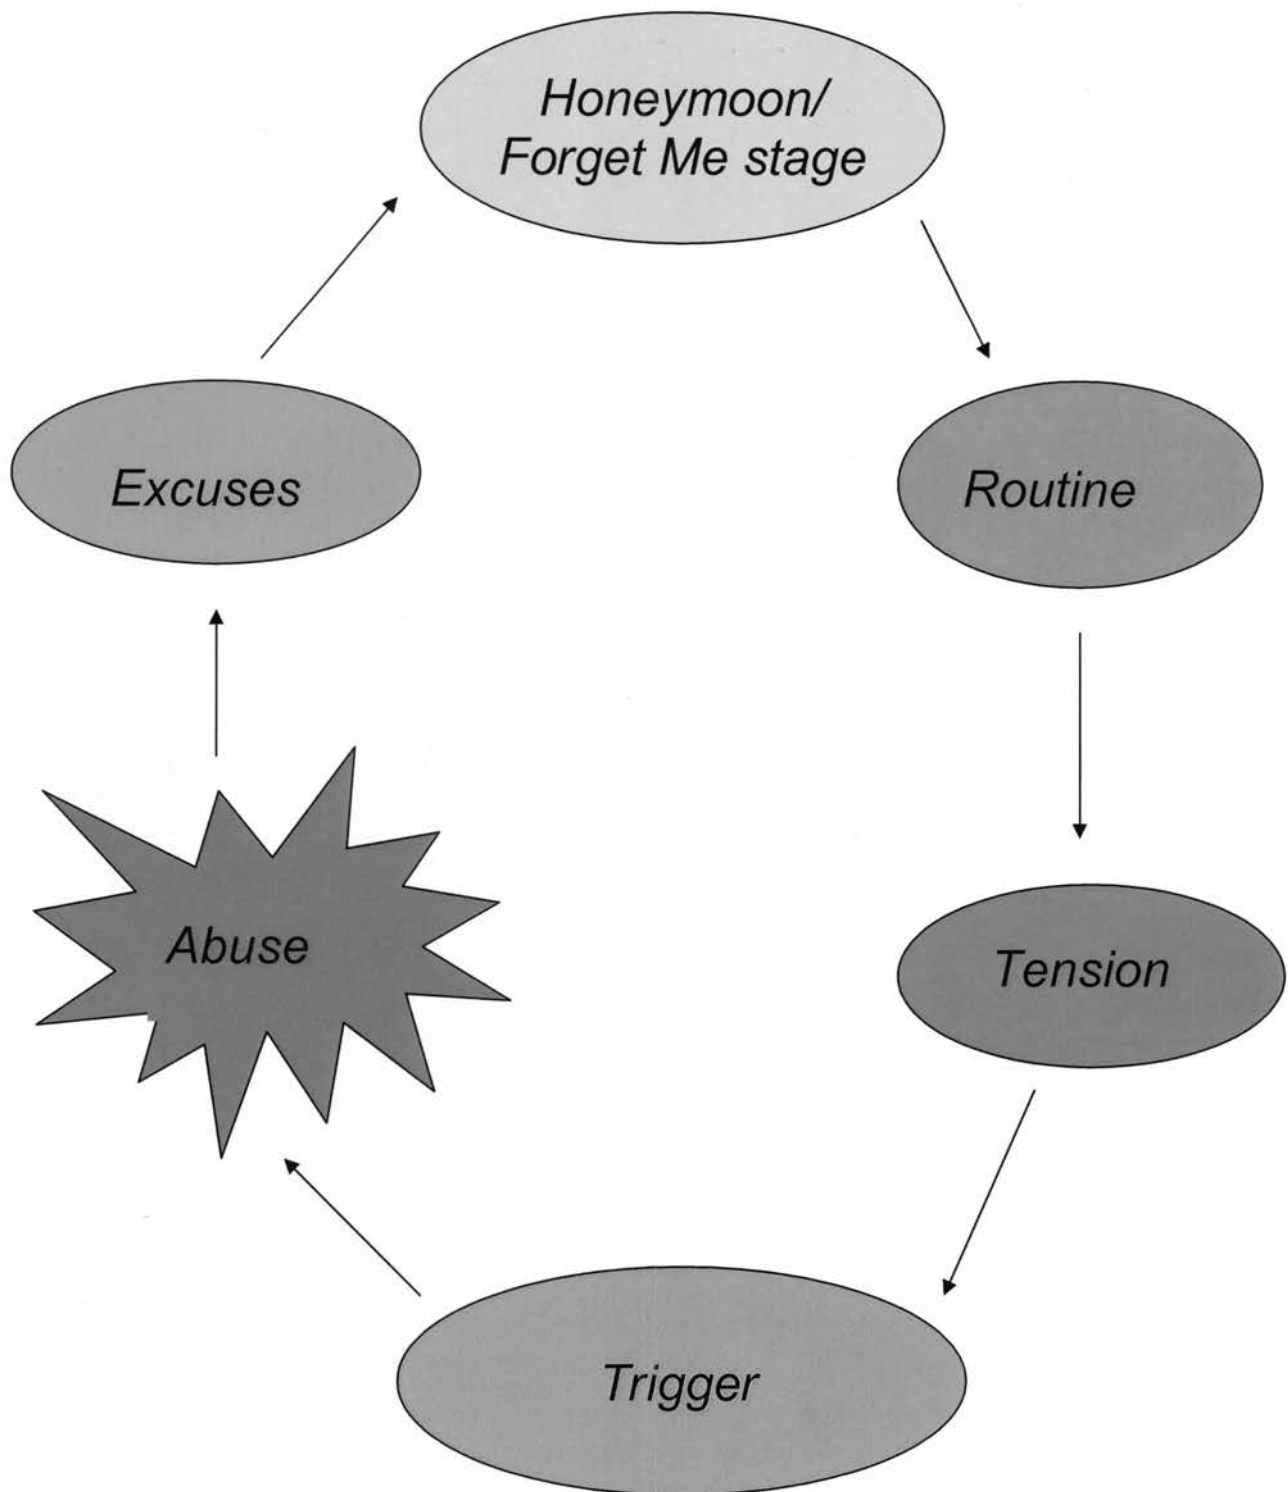 Honeymoon/
Forget Me stage
Excuses
Routine
Abuse
Tension
Trigger